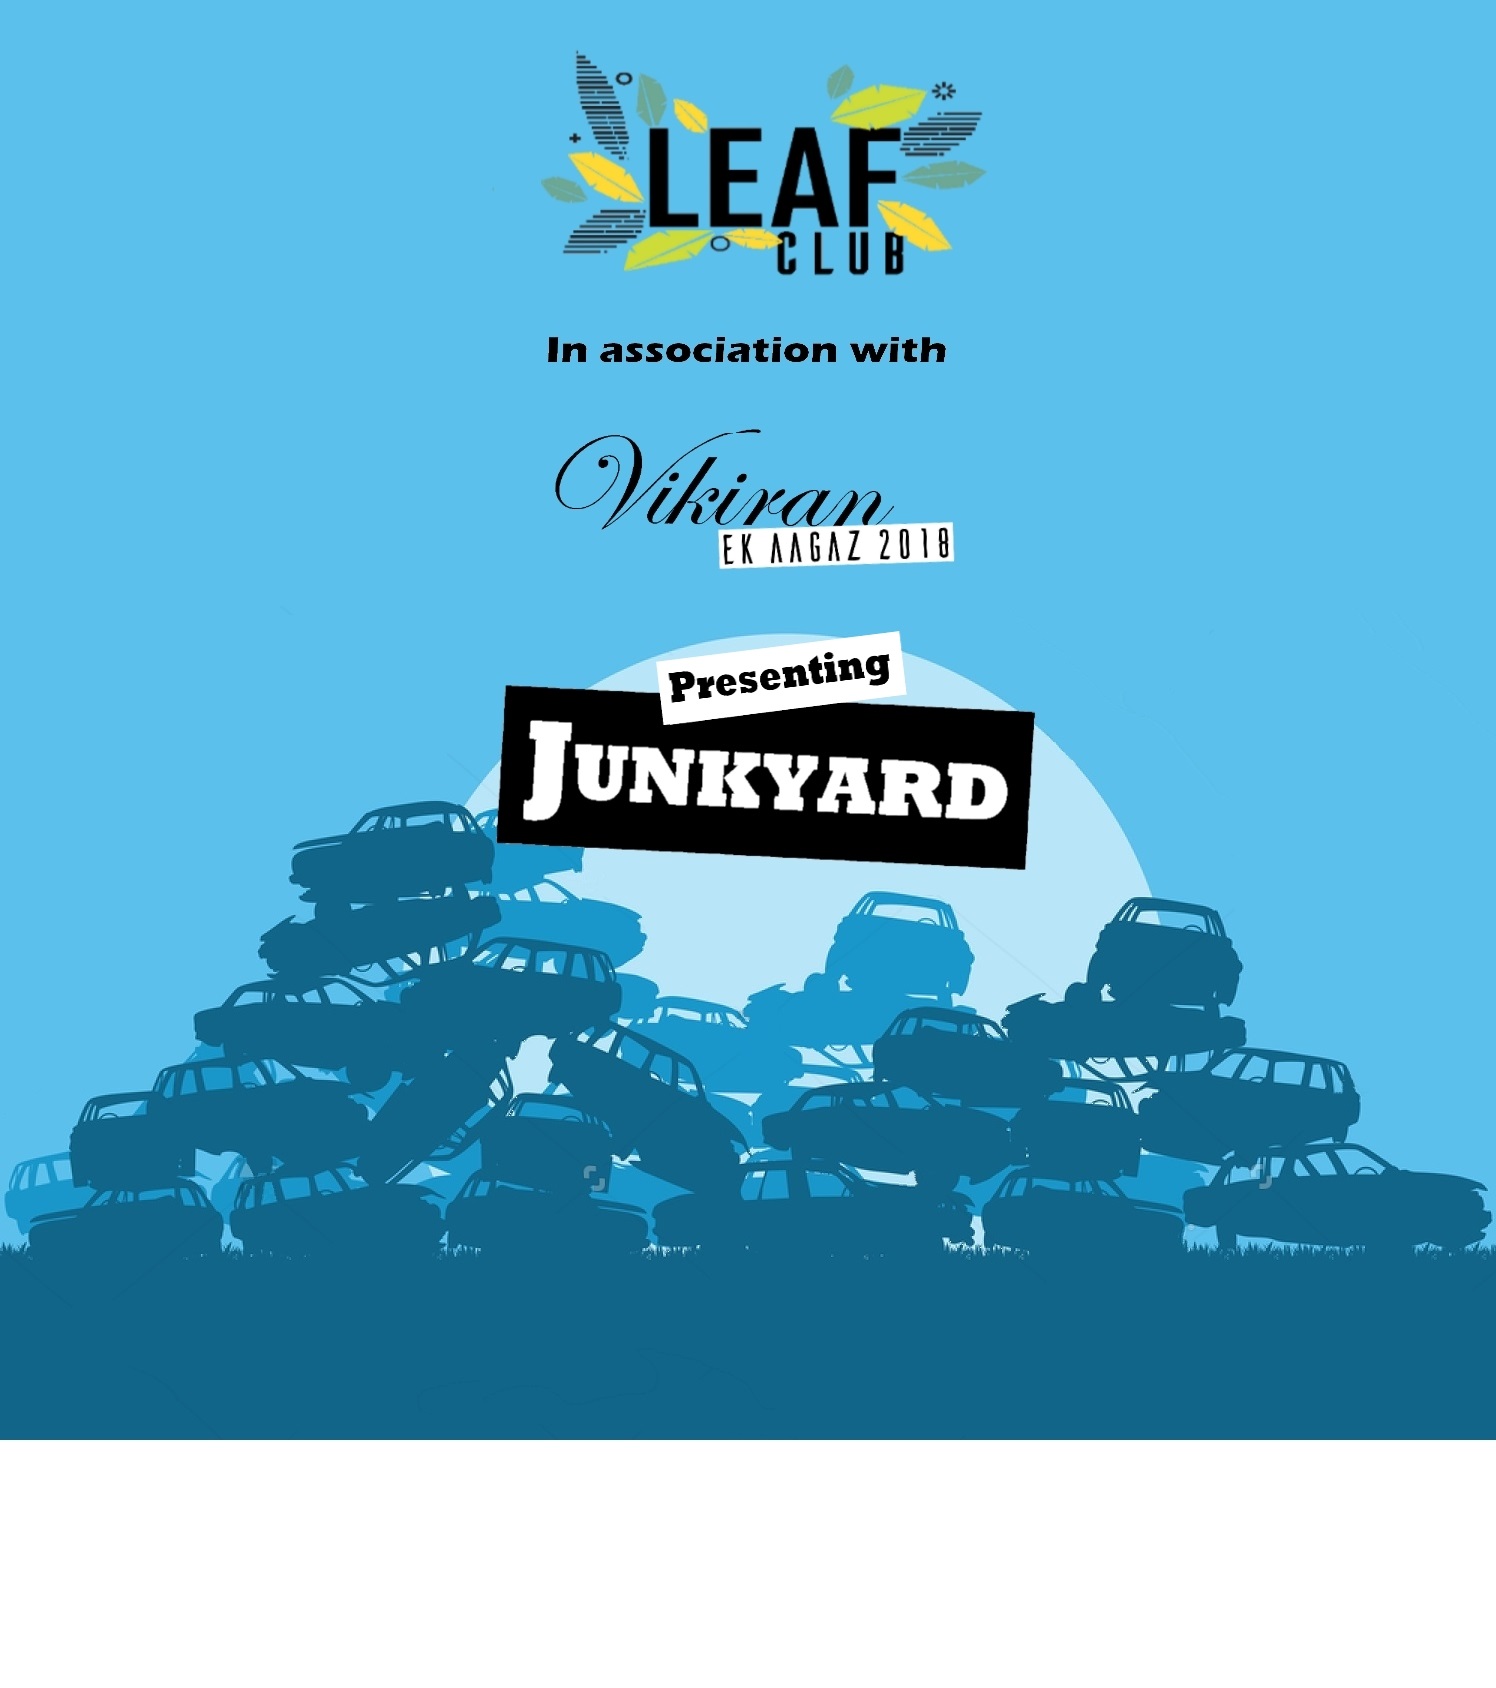 LEAF
CLUB
In association with
Vikiran
EK AAGAZ 2018
Presenting
JUNKYARD